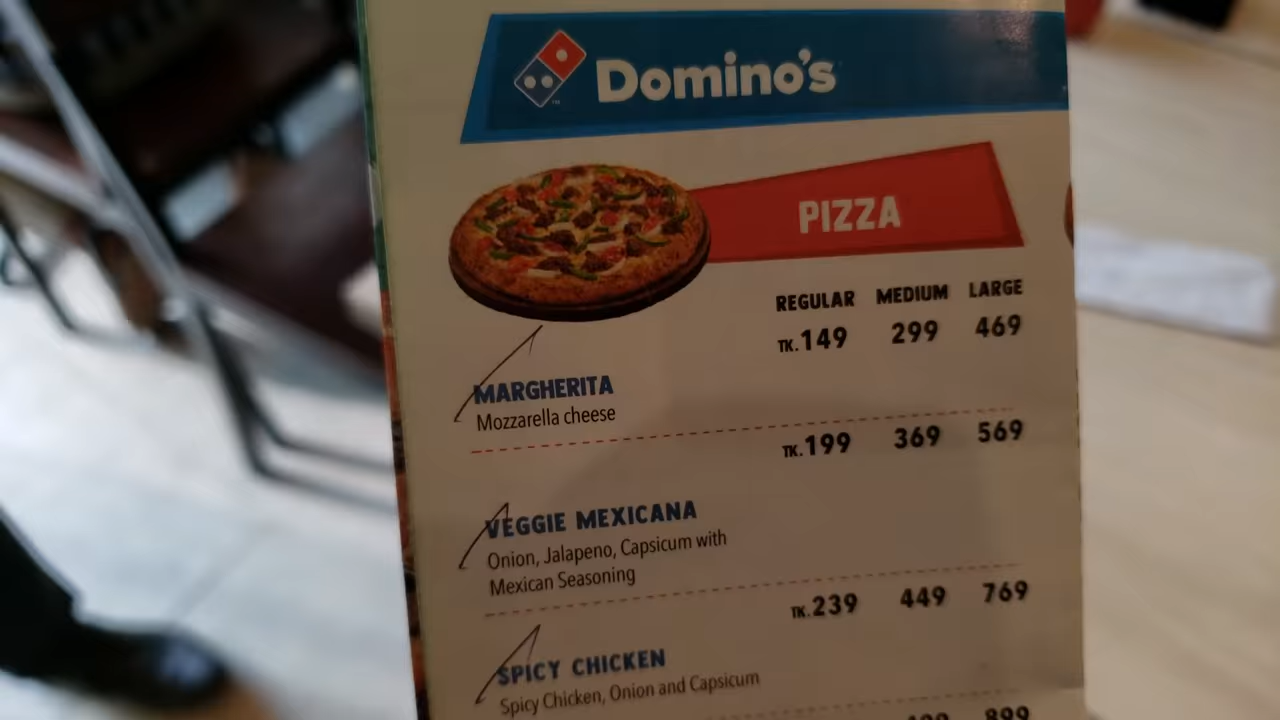 Domino's
PIZZA
REGULAR MEDIUM LARGE
TK.149 299 469
MARGHERITA
Mozzarella cheese
TK.199 369 569
VEGGIE MEXICANA
Onion, Jalapeno, Capsicum with
Mexican Seasoning
TK.239 449 769
SPICY CHICKEN
Spicy Chicken, Onion and Capsicum
899